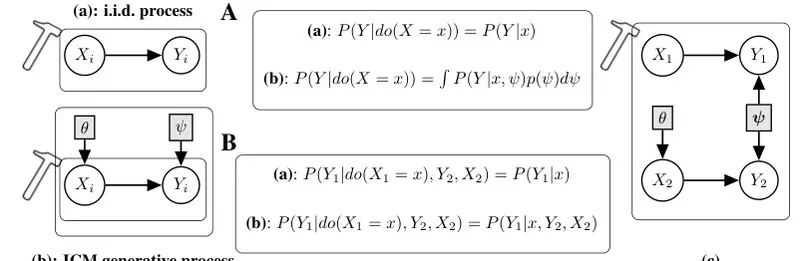 (a): i.i.d. process
X_i
Y_i
θ
ψ
X_i
Y_i
(b): ICM generative process
A
(a): P(Y|do(X = x)) = P(Y|x)
(b): P(Y|do(X = x)) = ∫ P(Y|x, ψ)p(ψ)dψ
B
(a): P(Y_1|do(X_1 = x), Y_2, X_2) = P(Y_1|x)
(b): P(Y_1|do(X_1 = x), Y_2, X_2) = P(Y_1|x, Y_2, X_2)
X_1
Y_1
θ
ψ
X_2
Y_2
(c)